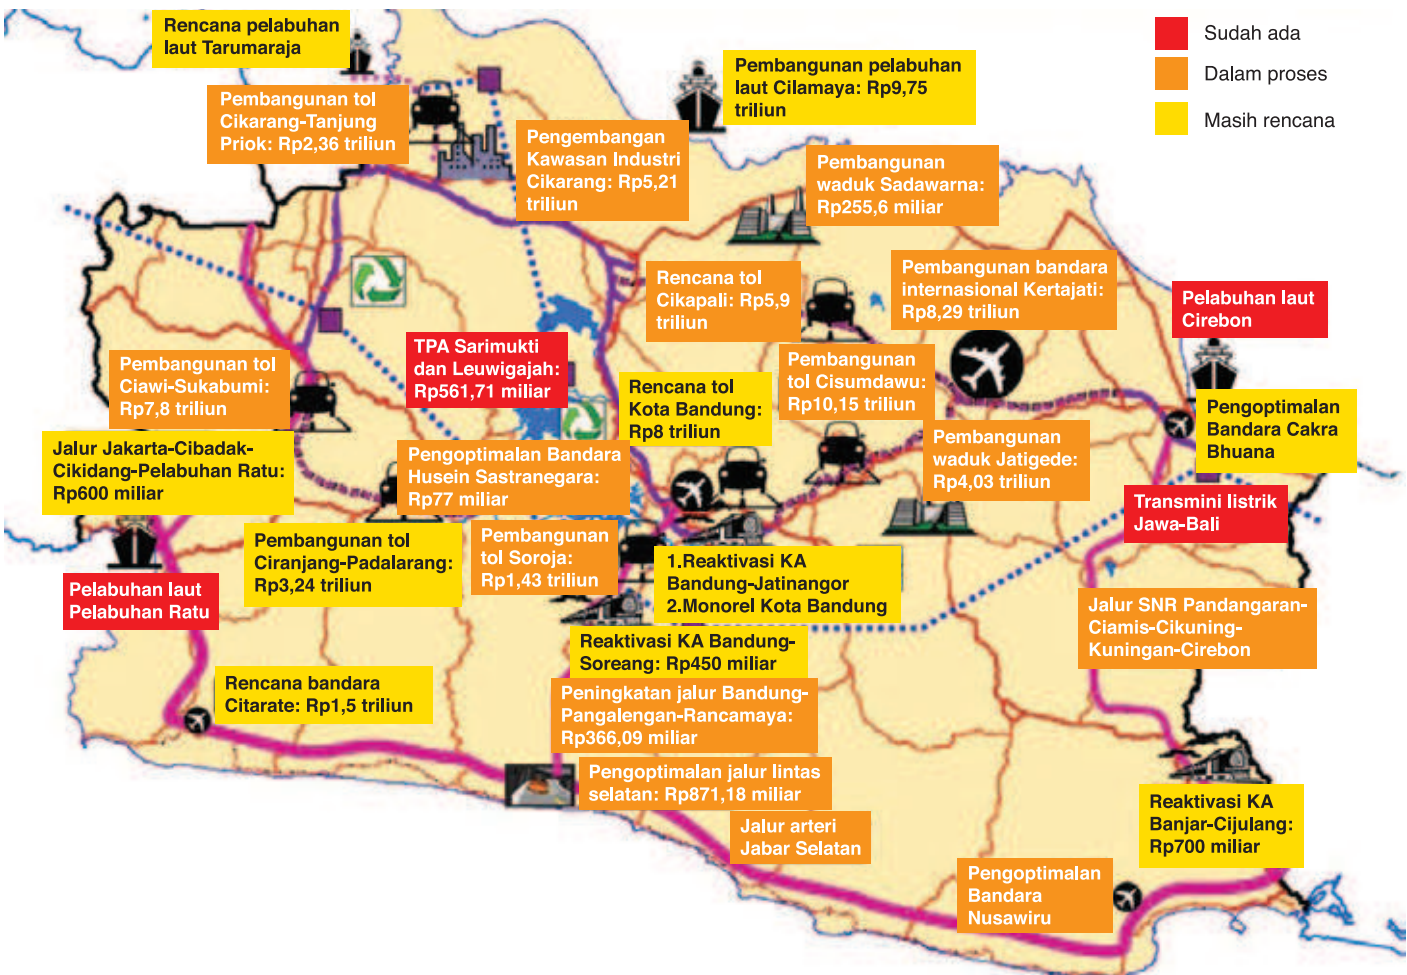 Rencana pelabuhan
laut Tarumaraja
Sudah ada
Dalam proses
Masih rencana
Pembangunan pelabuhan
laut Cilamaya: Rp9,75
triliun
Pembangunan tol
Cikarang-Tanjung
Priok: Rp2,36 triliun
Pengembangan
Kawasan Industri
Cikarang: Rp5,21
triliun
Pembangunan
waduk Sadawarna:
Rp255,6 miliar
Rencana tol
Cikapali: Rp5,9
triliun
Pembangunan bandara
internasional Kertajati:
Rp8,29 triliun
Pelabuhan laut
Cirebon
TPA Sarimukti
dan Leuwigajah:
Rp561,71 miliar
Pembangunan tol
Ciawi-Sukabumi:
Rp7,8 triliun
Rencana tol
Kota Bandung:
Rp8 triliun
Pembangunan
tol Cisumdawu:
Rp10,15 triliun
Pengoptimalan
Bandara Cakra
Bhuana
Jalur Jakarta-Cibadak-
Cikidang-Pelabuhan Ratu:
Rp600 miliar
Pengoptimalan Bandara
Husein Sastranegara:
Rp77 miliar
Pembangunan
waduk Jatigede:
Rp4,03 triliun
Transmini listrik
Jawa-Bali
Pembangunan tol
Ciranjang-Padalarang:
Rp3,24 triliun
Pembangunan
tol Soroja:
Rp1,43 triliun
1.Reaktivasi KA
Bandung-Jatinangor
2.Monorel Kota Bandung
Pelabuhan laut
Pelabuhan Ratu
Jalur SNR Pandangaran-
Ciamis-Cikuning-
Kuningan-Cirebon
Reaktivasi KA Bandung-
Soreang: Rp450 miliar
Rencana bandara
Citarate: Rp1,5 triliun
Peningkatan jalur Bandung-
Pangalengan-Rancamaya:
Rp366,09 miliar
Pengoptimalan jalur lintas
selatan: Rp871,18 miliar
Jalur arteri
Jabar Selatan
Reaktivasi KA
Banjar-Cijulang:
Rp700 miliar
Pengoptimalan
Bandara
Nusawiru